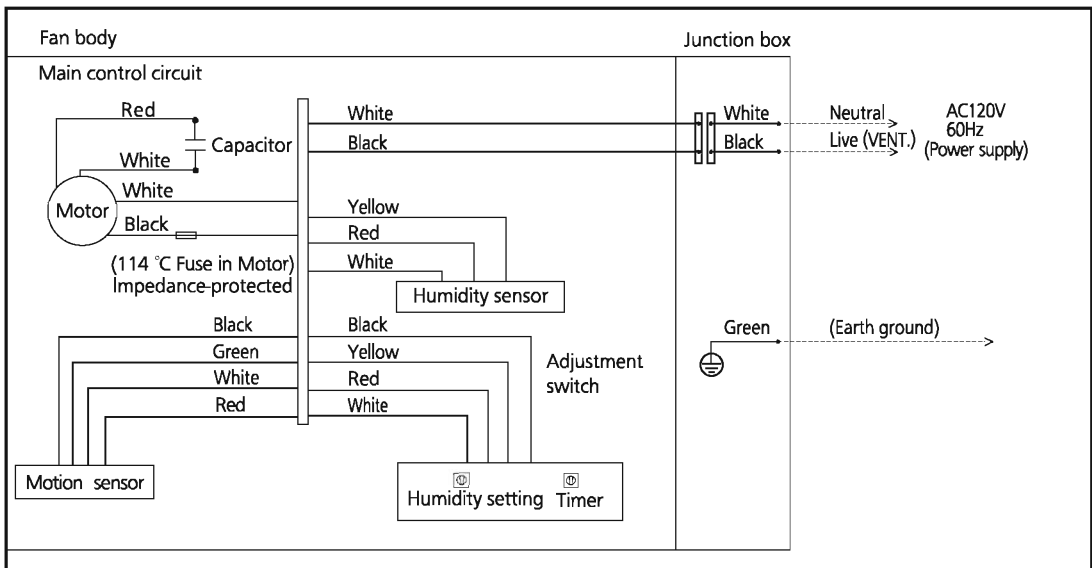 Fan body
Junction box
Main control circuit
Red
Capacitor
White
White
Motor
Black
(114 °C Fuse in Motor)
Impedance-protected
White
Black
White
Black
Neutral
Live (VENT.)
AC120V
60Hz
(Power supply)
Yellow
Red
White
Humidity sensor
Black
Green
White
Red
Motion sensor
Black
Yellow
Red
White
Adjustment
switch
Humidity setting
Timer
Green
(Earth ground)